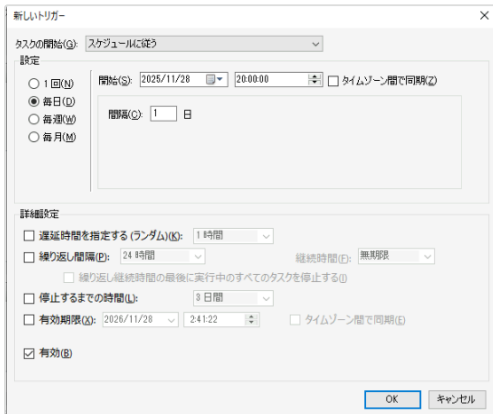 新しいトリガー
タスクの開始(G): スケジュールに従う
設定
1回(N)
毎日(D)
毎週(W)
毎月(M)
開始(S): 2025/11/28 20:00:00 タイムゾーン間で同期(Z)
間隔(C): 1 日
詳細設定
遅延時間を指定する (ランダム)(K): 1 時間
繰り返し間隔(P): 24 時間 継続時間(F): 無期限
繰り返し継続時間の最後に実行中のすべてのタスクを停止する(I)
停止するまでの時間(L): 3 日間
有効期限(X): 2026/11/28 2:41:22 タイムゾーン間で同期(E)
有効(B)
OK キャンセル